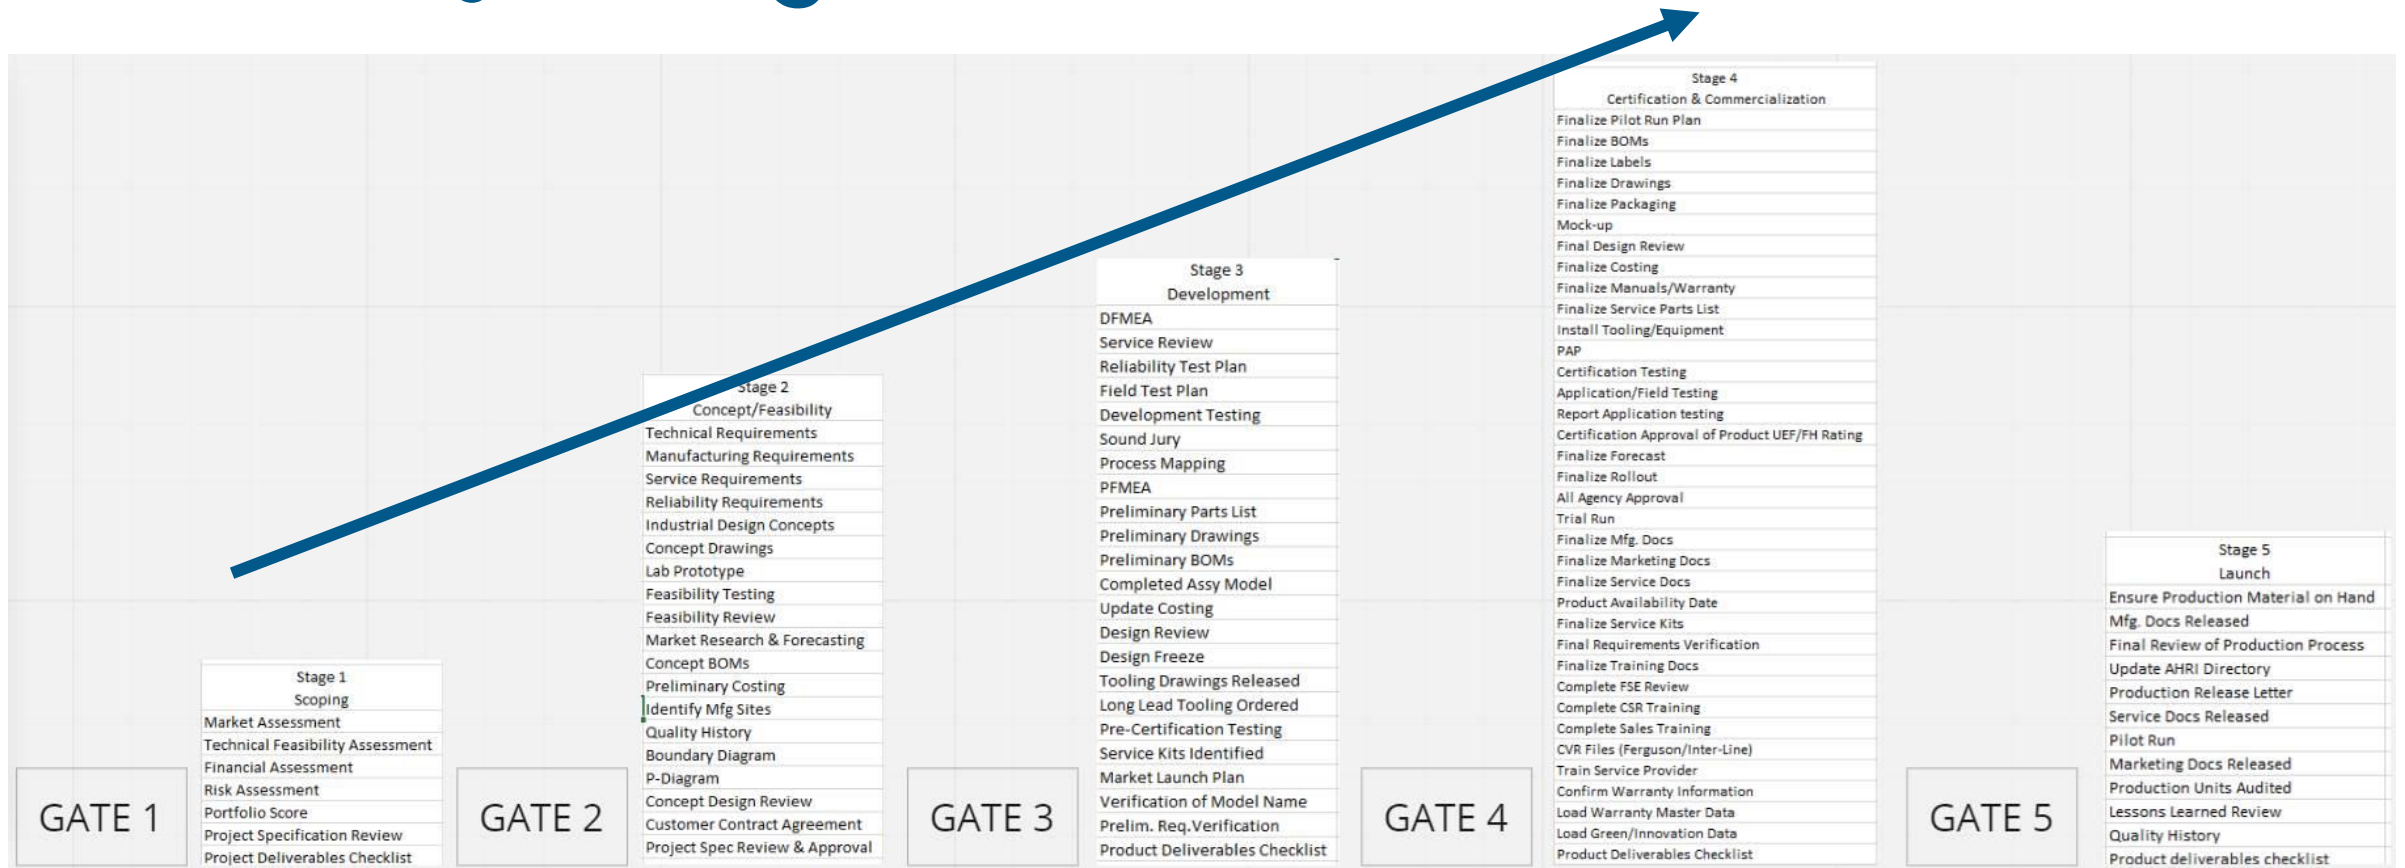 GATE 1
Stage 1
Scoping
Market Assessment
Technical Feasibility Assessment
Financial Assessment
Risk Assessment
Portfolio Score
Project Specification Review
Project Deliverables Checklist
GATE 2
Stage 2
Concept/Feasibility
Technical Requirements
Manufacturing Requirements
Service Requirements
Reliability Requirements
Industrial Design Concepts
Concept Drawings
Lab Prototype
Feasibility Testing
Feasibility Review
Market Research & Forecasting
Concept BOMs
Preliminary Costing
Identify Mfg Sites
Quality History
Boundary Diagram
P-Diagram
Concept Design Review
Customer Contract Agreement
Project Spec Review & Approval
GATE 3
Stage 3
Development
DFMEA
Service Review
Reliability Test Plan
Field Test Plan
Development Testing
Sound Jury
Process Mapping
PFMEA
Preliminary Parts List
Preliminary Drawings
Preliminary BOMs
Completed Assy Model
Update Costing
Design Review
Design Freeze
Tooling Drawings Released
Long Lead Tooling Ordered
Pre-Certification Testing
Service Kits Identified
Market Launch Plan
Verification of Model Name
Prelim. Req.Verification
Product Deliverables Checklist
GATE 4
Stage 4
Certification & Commercialization
Finalize Pilot Run Plan
Finalize BOMs
Finalize Labels
Finalize Drawings
Finalize Packaging
Mock-up
Final Design Review
Finalize Costing
Finalize Manuals/Warranty
Finalize Service Parts List
Install Tooling/Equipment
PAP
Certification Testing
Application/Field Testing
Report Application testing
Certification Approval of Product UEF/FH Rating
Finalize Forecast
Finalize Rollout
All Agency Approval
Trial Run
Finalize Mfg. Docs
Finalize Marketing Docs
Finalize Service Docs
Product Availability Date
Finalize Service Kits
Final Requirements Verification
Finalize Training Docs
Complete FSE Review
Complete CSR Training
Complete Sales Training
CVR Files (Ferguson/Inter-Line)
Train Service Provider
Confirm Warranty Information
Load Warranty Master Data
Load Green/Innovation Data
Product Deliverables Checklist
GATE 5
Stage 5
Launch
Ensure Production Material on Hand
Mfg. Docs Released
Final Review of Production Process
Update AHRI Directory
Production Release Letter
Service Docs Released
Pilot Run
Marketing Docs Released
Production Units Audited
Lessons Learned Review
Quality History
Product deliverables checklist